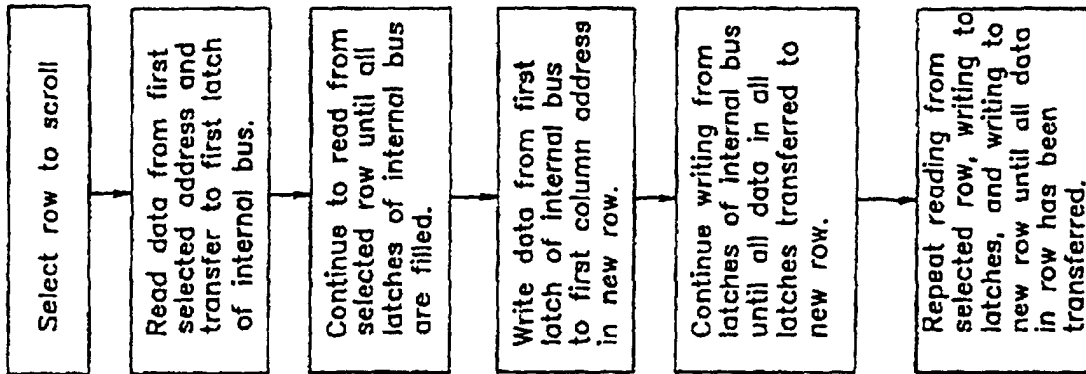 Select row to scroll
Read data from first
selected address and
transfer to first latch
of internal bus.
Continue to read from
selected row until all
latches of internal bus
are filled.
Write data from first
latch of internal bus
to first column address
in new row.
Continue writing from
latches of internal bus
until all data in all
latches transferred to
new row.
Repeat reading from
selected row, writing to
latches, and writing to
new row until all data
in row has been
transferred.